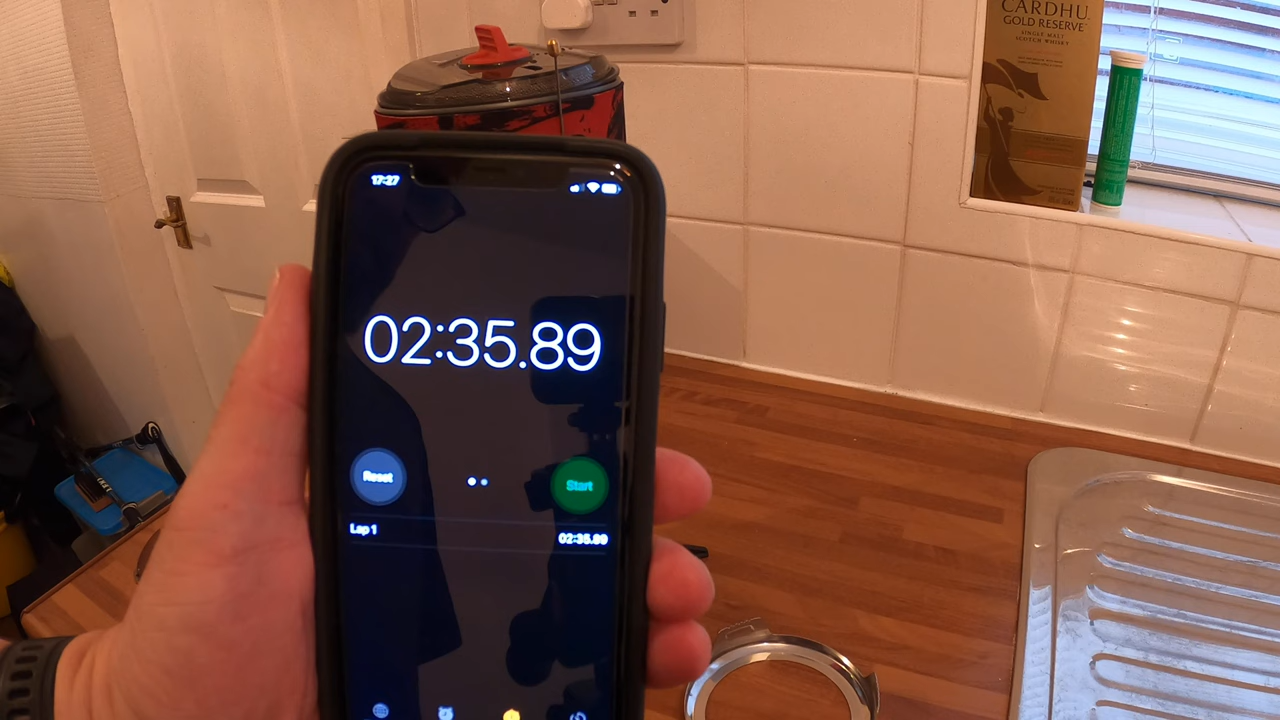 CARDHU
GOLD RESERVE
SINGLE MALT
SCOTCH WHISKY
17:27
02:35.89
Reset
Start
Lap 1
02:35.89